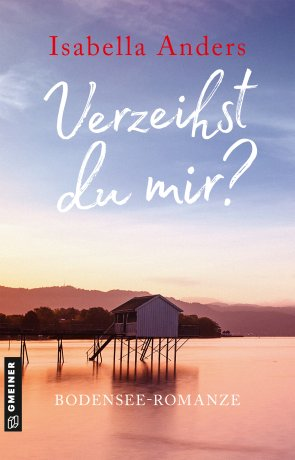 Isabella Anders
Verzeihst
du mir?
BODENSEE-ROMANZE
GMEINER